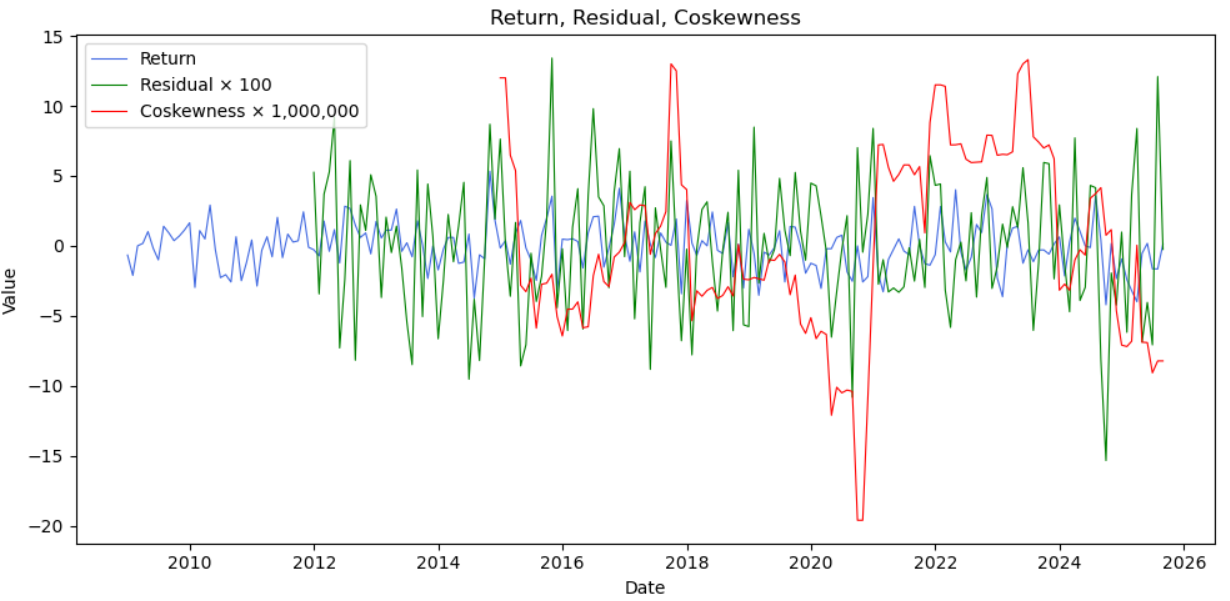 Return, Residual, Coskewness
Return
Residual × 100
Coskewness × 1,000,000
Value
15
10
5
0
−5
−10
−15
−20
2010
2012
2014
2016
2018
2020
2022
2024
2026
Date